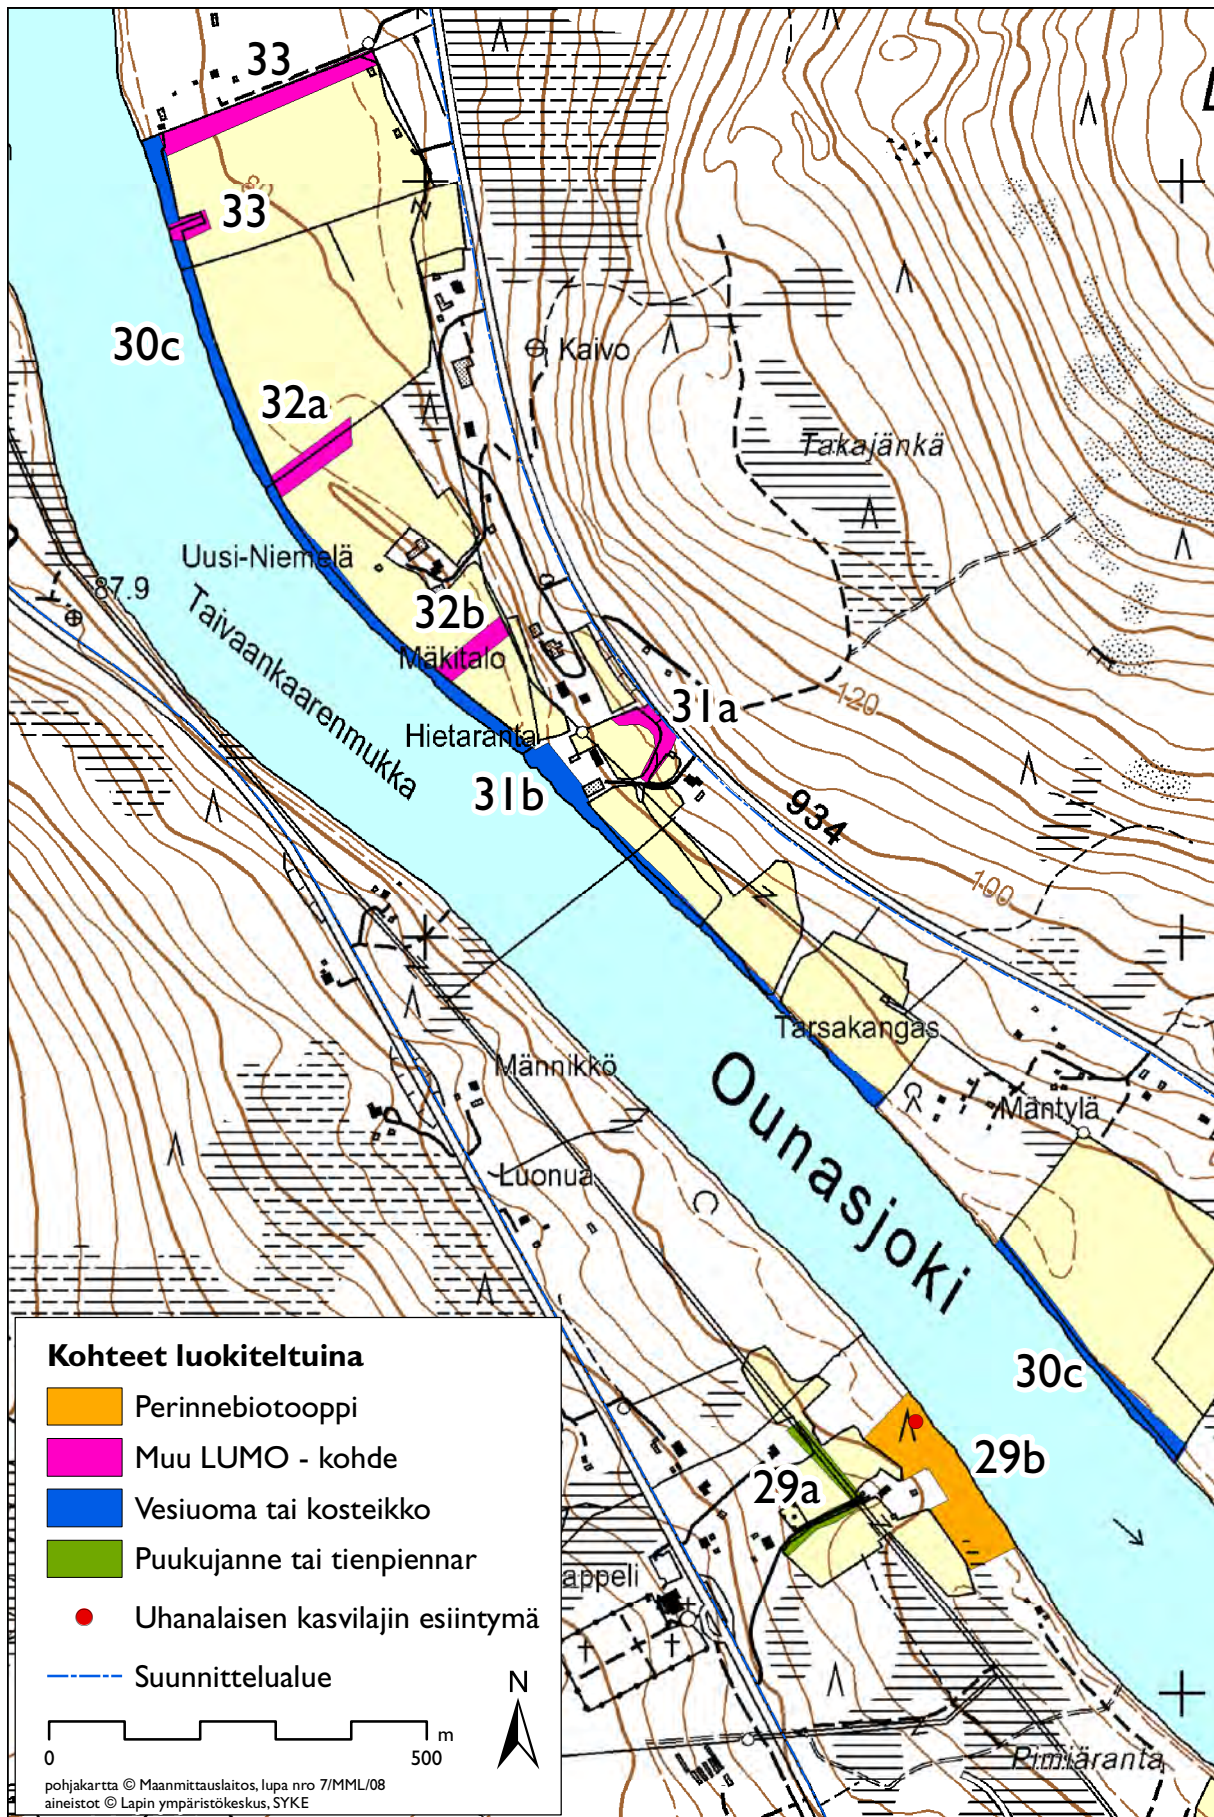 33
33
30c
Kaivo
32a
Takajänkä
Uusi-Niemelä
87.9
32b
Taivaankaarenmukka
Mäkitalo
120
31a
Hietaranta
31b
934
100
Tarsakangas
Männikkö
Ounasjoki
Mäntylä
Luonua
30c
29b
29a
appeli
Pimiäranta
Kohteet luokiteltuina
Perinnebiotooppi
Muu LUMO - kohde
Vesiuoma tai kosteikko
Puukujanne tai tienpiennar
Uhanalaisen kasvilajin esiintymä
Suunnittelualue
N
m
0 500
pohjakartta © Maanmittauslaitos, lupa nro 7/MML/08
aineistot © Lapin ympäristökeskus, SYKE